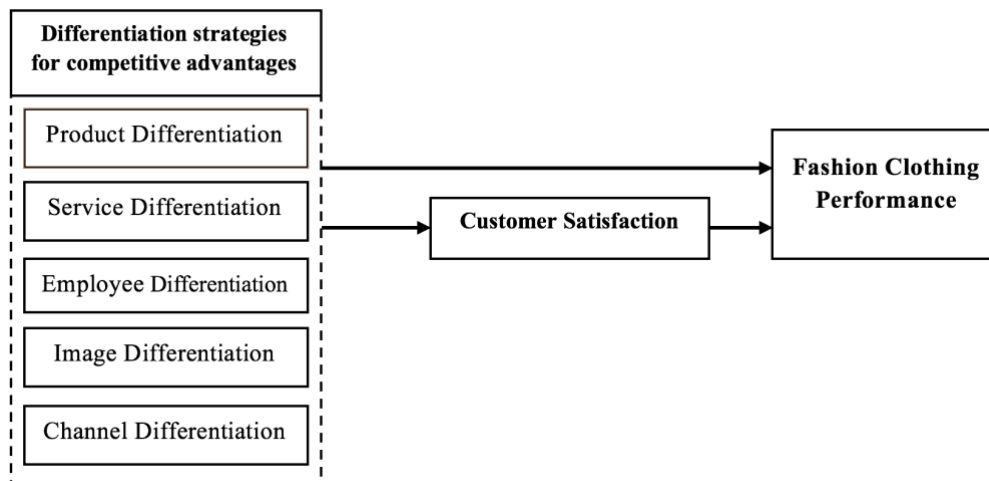 Differentiation strategies
for competitive advantages
Product Differentiation
Service Differentiation
Employee Differentiation
Image Differentiation
Channel Differentiation
Customer Satisfaction
Fashion Clothing
Performance